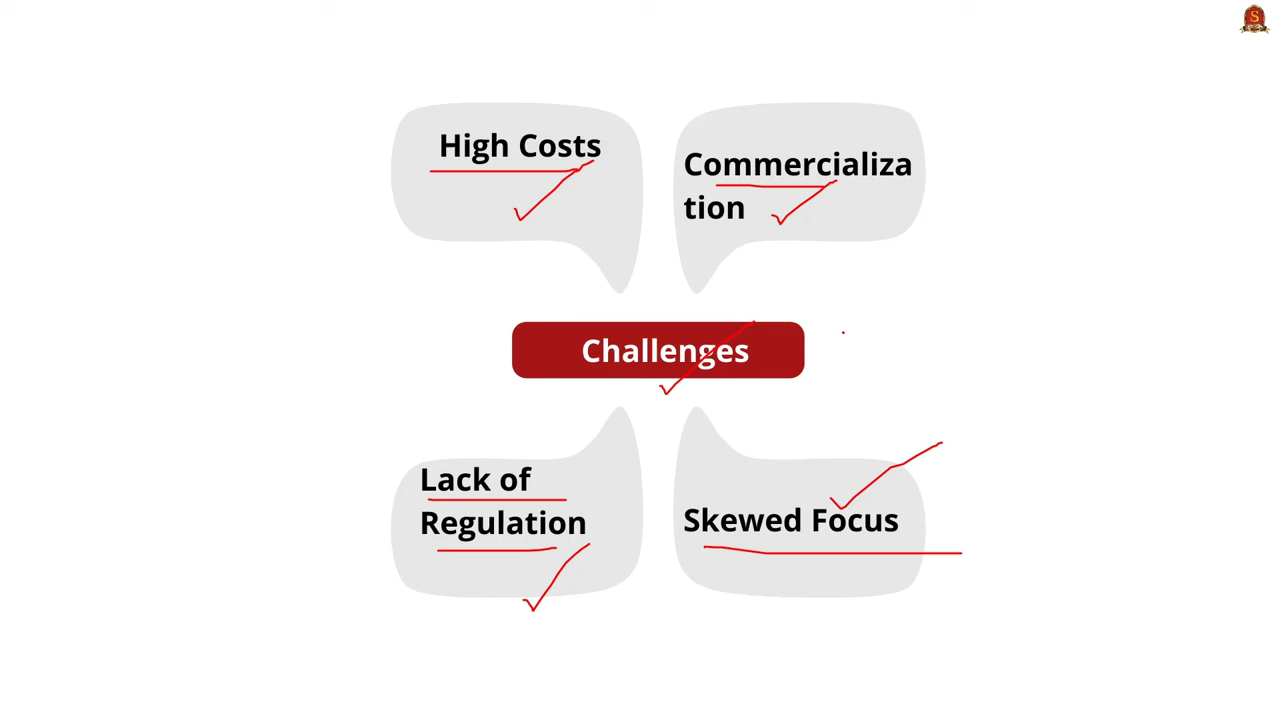 High Costs
Commercializa
tion
Challenges
Lack of
Regulation
Skewed Focus
S